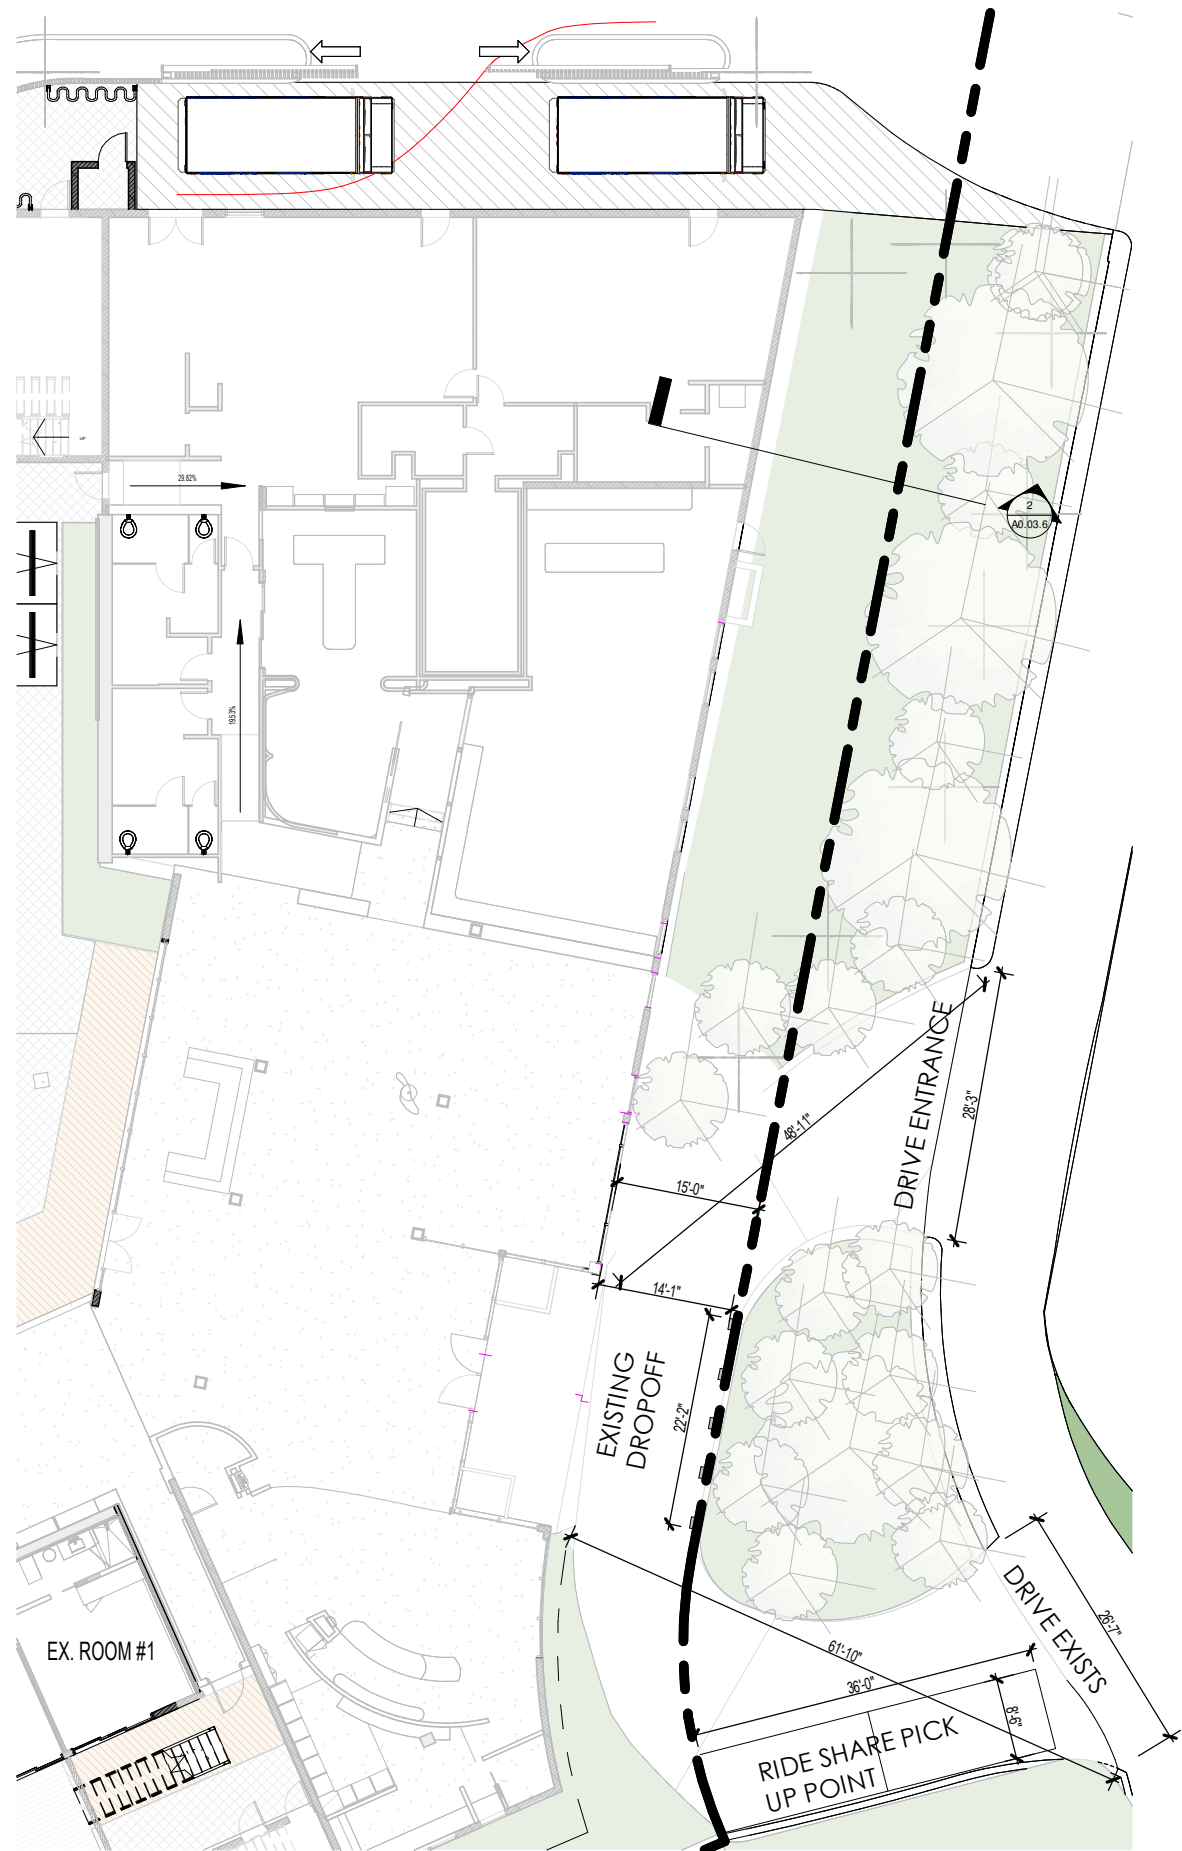 UP
29.82%
2
A0.03.6
19.53%
DRIVE ENTRANCE
28'-3"
48'-11"
15'-0"
14'-1"
EXISTING
DROPOFF
22'-2"
DRIVE EXISTS
26'-7"
61'-10"
36'-0"
8'-6"
RIDE SHARE PICK
UP POINT
EX. ROOM #1